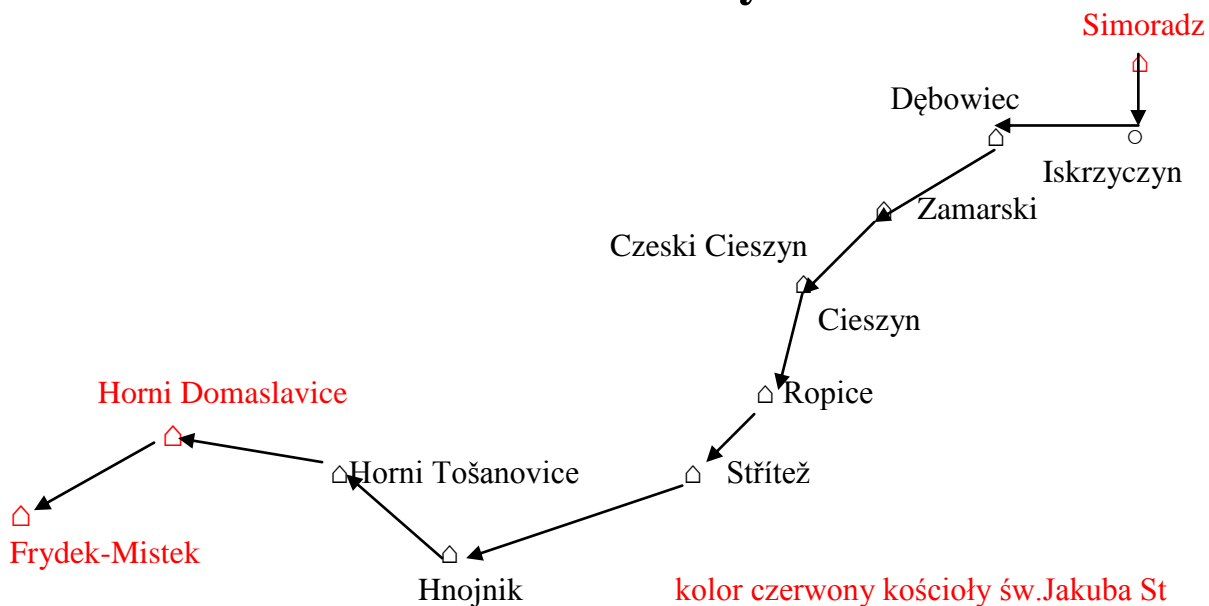 Simoradz
Dębowiec
Iskrzyczyn
Zamarski
Czeski Cieszyn
Cieszyn
Horni Domaslavice
Ropice
Horni Tošanovice
Střítež
Frydek-Mistek
Hnojnik
kolor czerwony kościoły św.Jakuba St